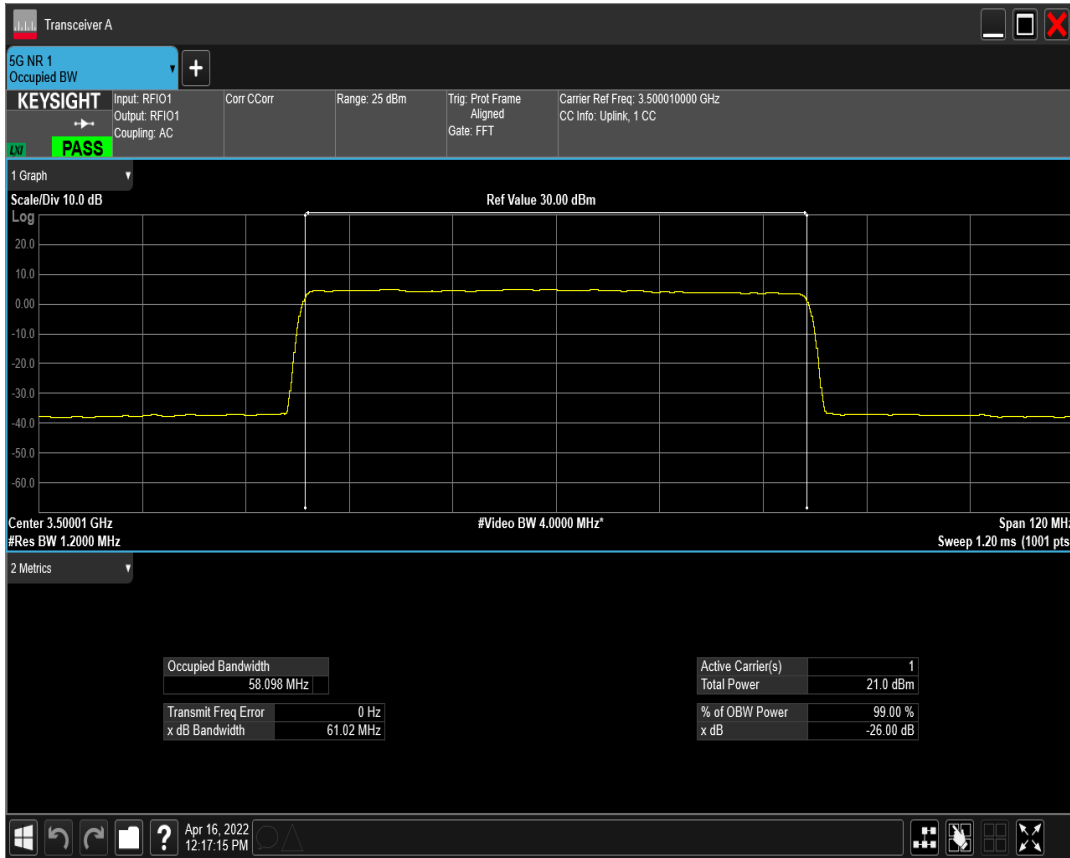 Transceiver A
5G NR 1
Occupied BW
KEYSIGHT
LXI
PASS
Input: RFIO1
Output: RFIO1
Coupling: AC
Corr CCorr
Range: 25 dBm
Trig: Prot Frame
Aligned
Gate: FFT
Carrier Ref Freq: 3.500010000 GHz
CC Info: Uplink, 1 CC
1 Graph
Scale/Div 10.0 dB
Ref Value 30.00 dBm
Log
20.0
10.0
0.00
-10.0
-20.0
-30.0
-40.0
-50.0
-60.0
Center 3.50001 GHz
#Video BW 4.0000 MHz*
Span 120 MHz
#Res BW 1.2000 MHz
Sweep 1.20 ms (1001 pts
2 Metrics
Occupied Bandwidth
58.098 MHz
Transmit Freq Error 0 Hz
x dB Bandwidth 61.02 MHz
Active Carrier(s) 1
Total Power 21.0 dBm
% of OBW Power 99.00 %
x dB -26.00 dB
?
Apr 16, 2022
12:17:15 PM